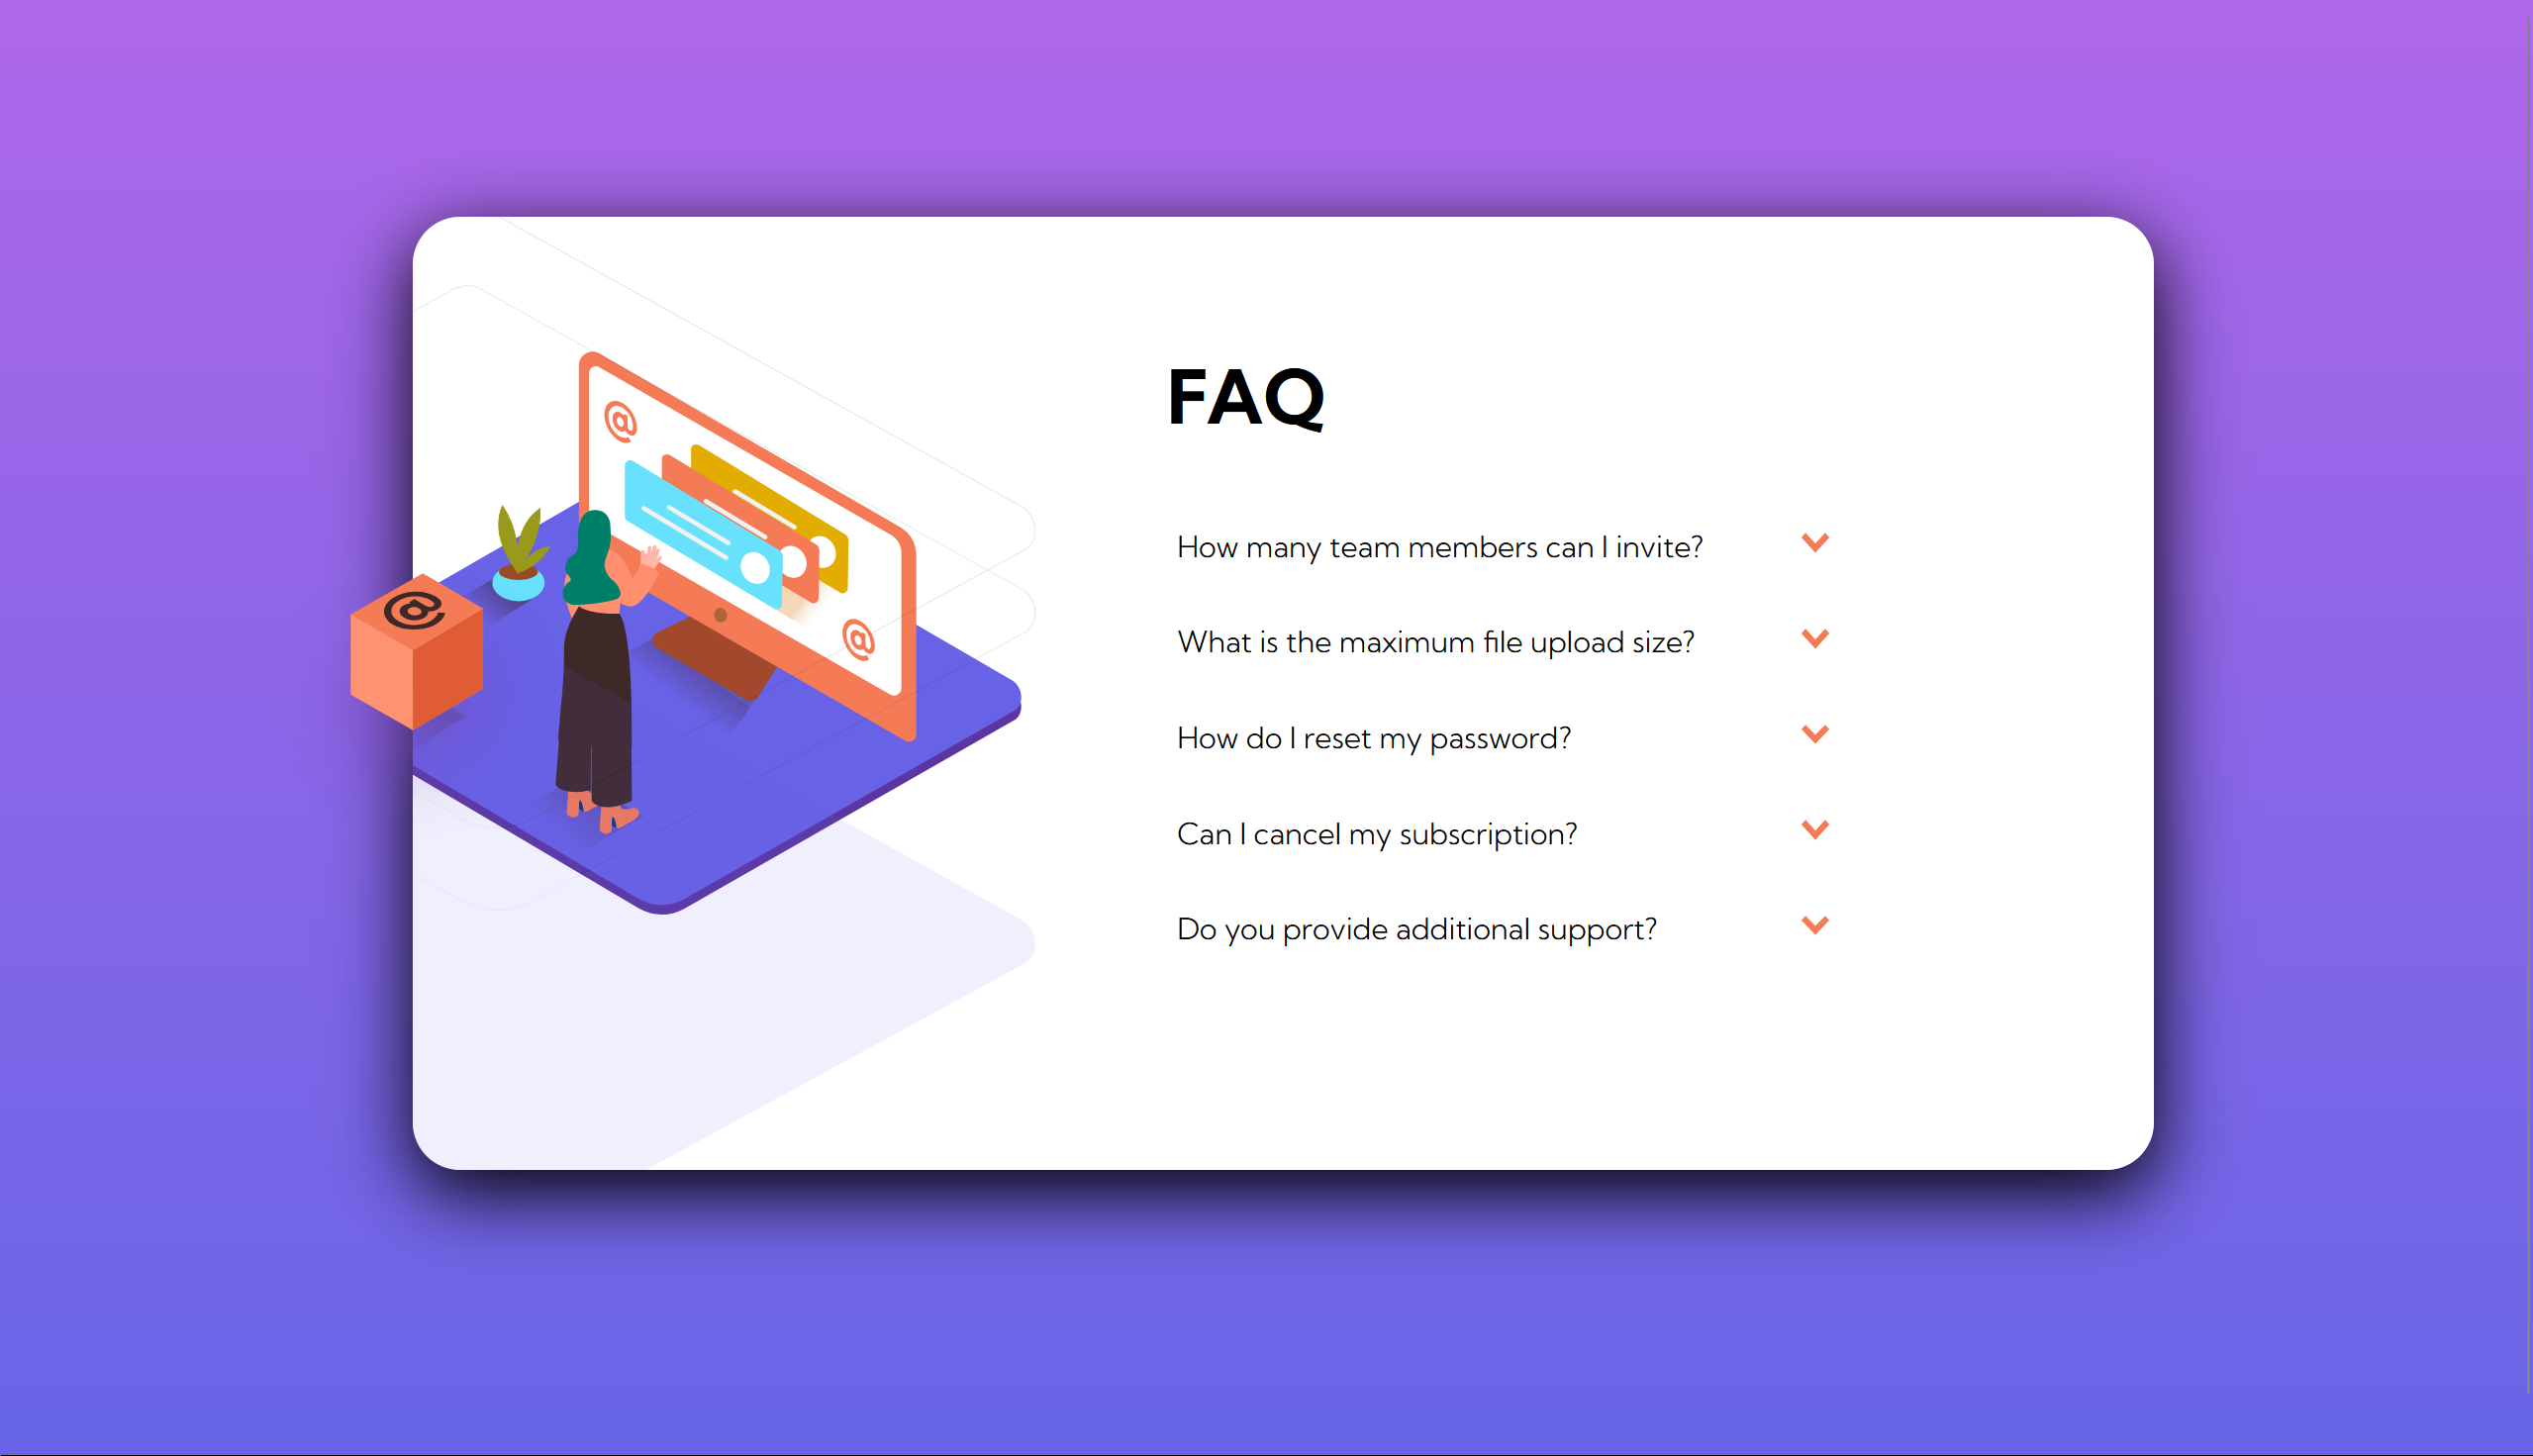 @
@
@
FAQ
How many team members can I invite?
What is the maximum file upload size?
How do I reset my password?
Can I cancel my subscription?
Do you provide additional support?